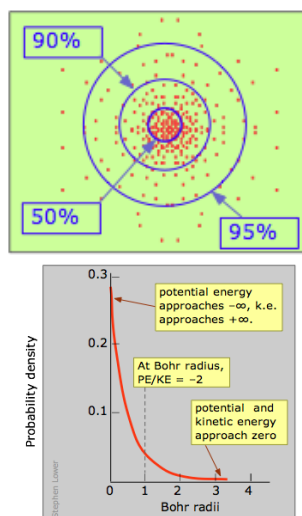 90%
50%
95%
0.3
0.2
0.1
Probability density
potential energy
approaches –∞, k.e.
approaches +∞.
At Bohr radius,
PE/KE = –2
potential and
kinetic energy
approach zero
0 1 2 3 4
Bohr radii
Stephen Lower